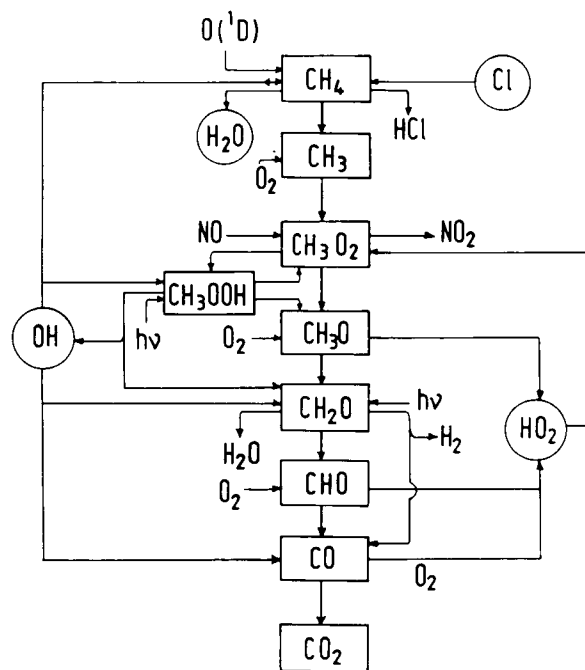 O(¹D)
CH₄
Cl
H₂O
HCl
CH₃
O₂
NO
CH₃O₂
NO₂
CH₃OOH
OH
hν
O₂
CH₃O
CH₂O
hν
HO₂
H₂O
H₂
O₂
CHO
CO
O₂
CO₂